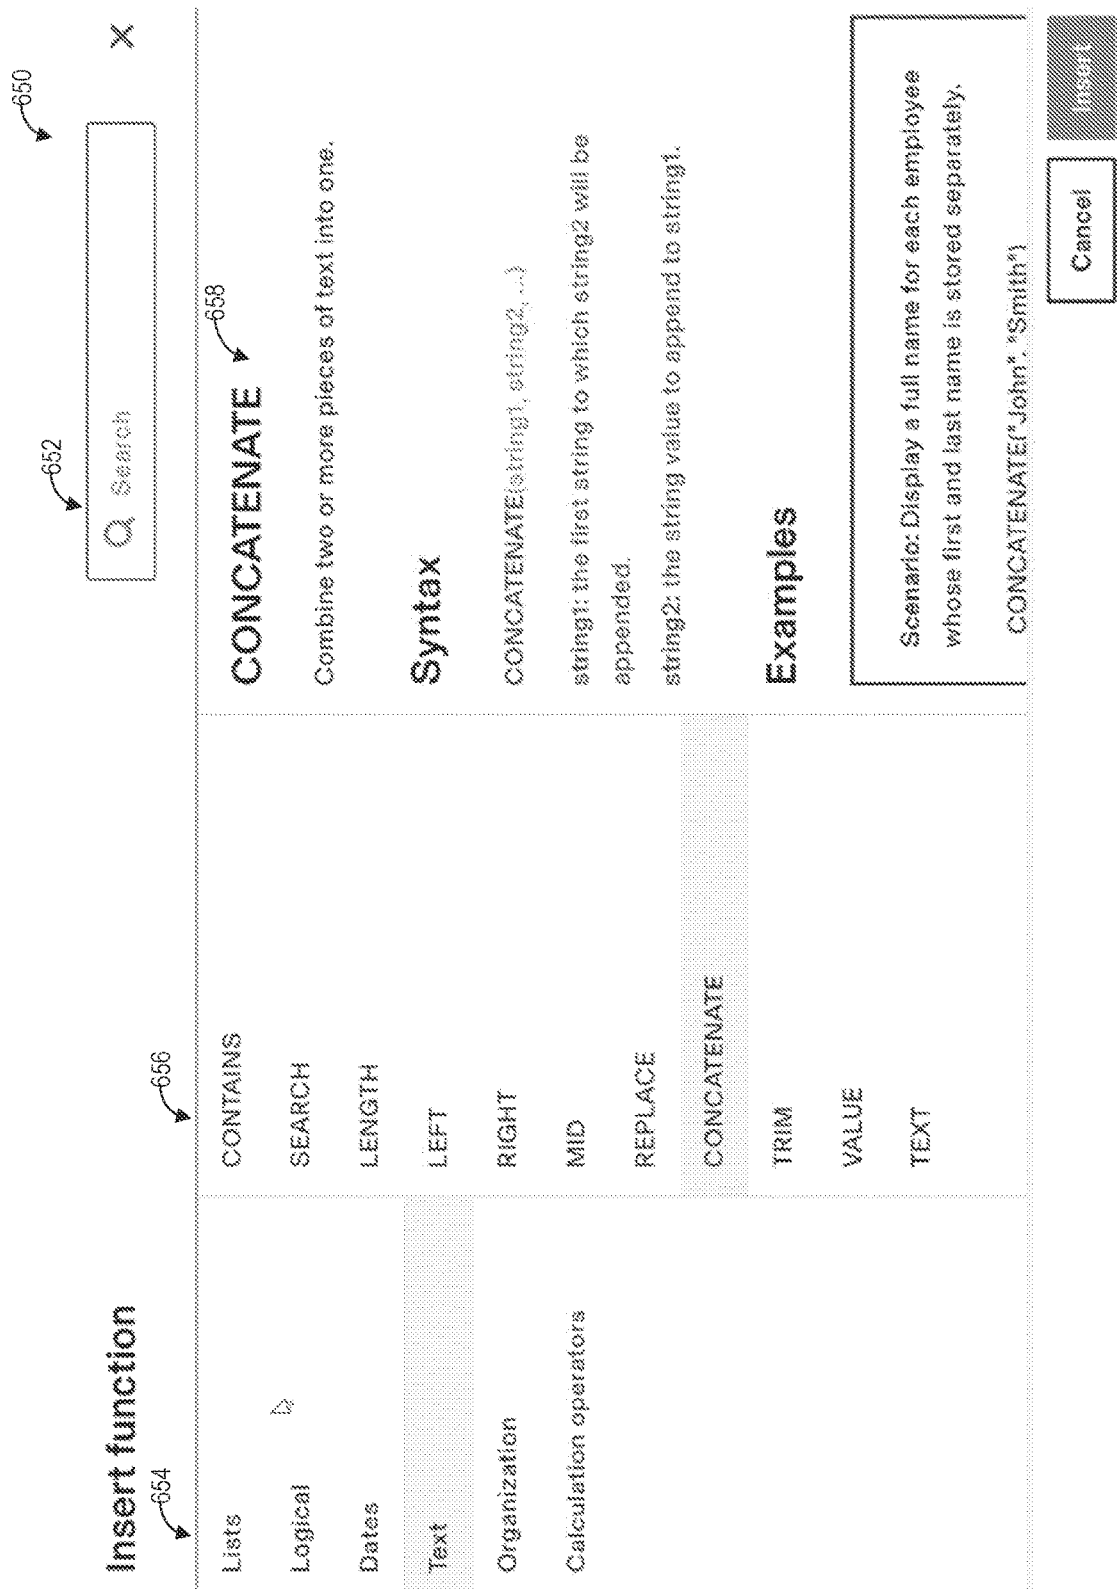 650
Insert function
652
Search
X
654
Lists
Logical
Dates
Text
Organization
Calculation operators
656
CONTAINS
SEARCH
LENGTH
LEFT
RIGHT
MID
REPLACE
CONCATENATE
TRIM
VALUE
TEXT
658
CONCATENATE
Combine two or more pieces of text into one.
Syntax
CONCATENATE(string1, string2, ...)
string1: the first string to which string2 will be
appended.
string2: the string value to append to string1.
Examples
Scenario: Display a full name for each employee
whose first and last name is stored separately.
CONCATENATE("John", "Smith")
Cancel
Insert